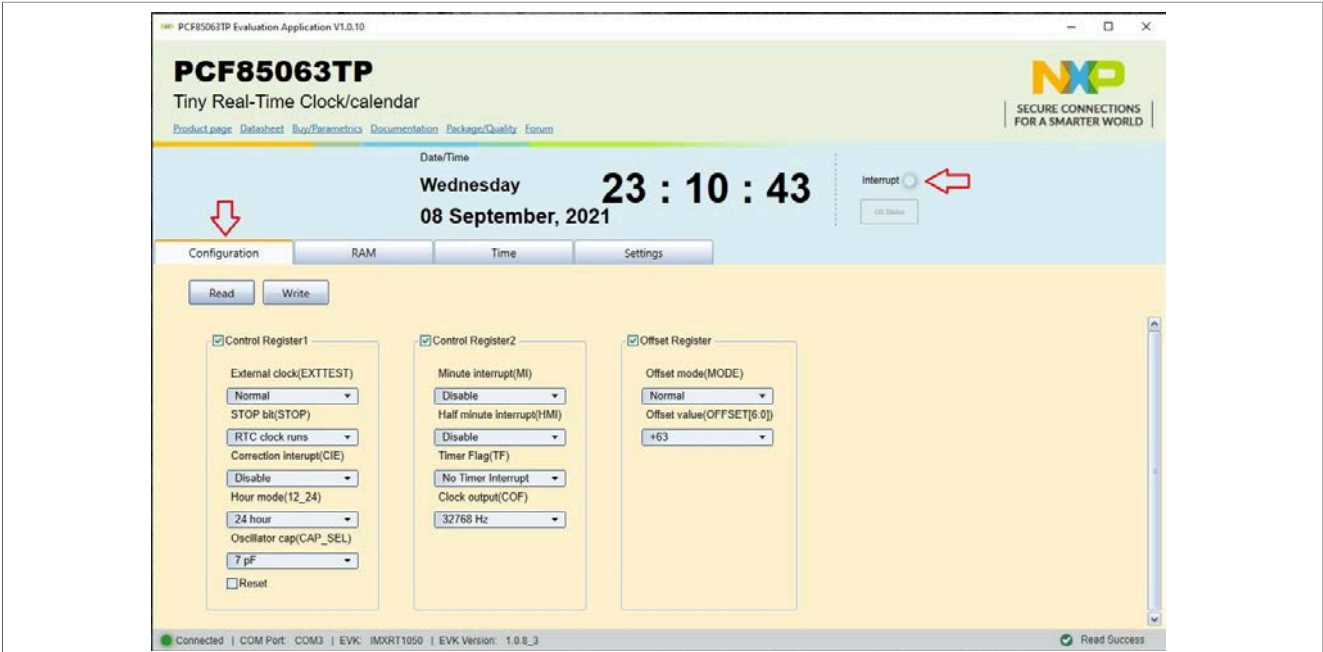 PCF85063TP Evaluation Application V1.0.10
PCF85063TP
Tiny Real-Time Clock/calendar
Product page Datasheet Buy/Parametrics Documentation Package/Quality Forum
NXP
SECURE CONNECTIONS
FOR A SMARTER WORLD
Date/Time
Wednesday
08 September, 2021
23 : 10 : 43
Interrupt
OS Status
Configuration RAM Time Settings
Read Write
Control Register1
External clock(EXTTEST)
Normal
STOP bit(STOP)
RTC clock runs
Correction interupt(CIE)
Disable
Hour mode(12_24)
24 hour
Oscillator cap(CAP_SEL)
7 pF
Reset
Control Register2
Minute interrupt(MI)
Disable
Half minute interrupt(HMI)
Disable
Timer Flag(TF)
No Timer Interrupt
Clock output(COF)
32768 Hz
Offset Register
Offset mode(MODE)
Normal
Offset value(OFFSET[6:0])
+63
Connected | COM Port: COM3 | EVK: IMXRT1050 | EVK Version: 1.0.8_3
Read Success